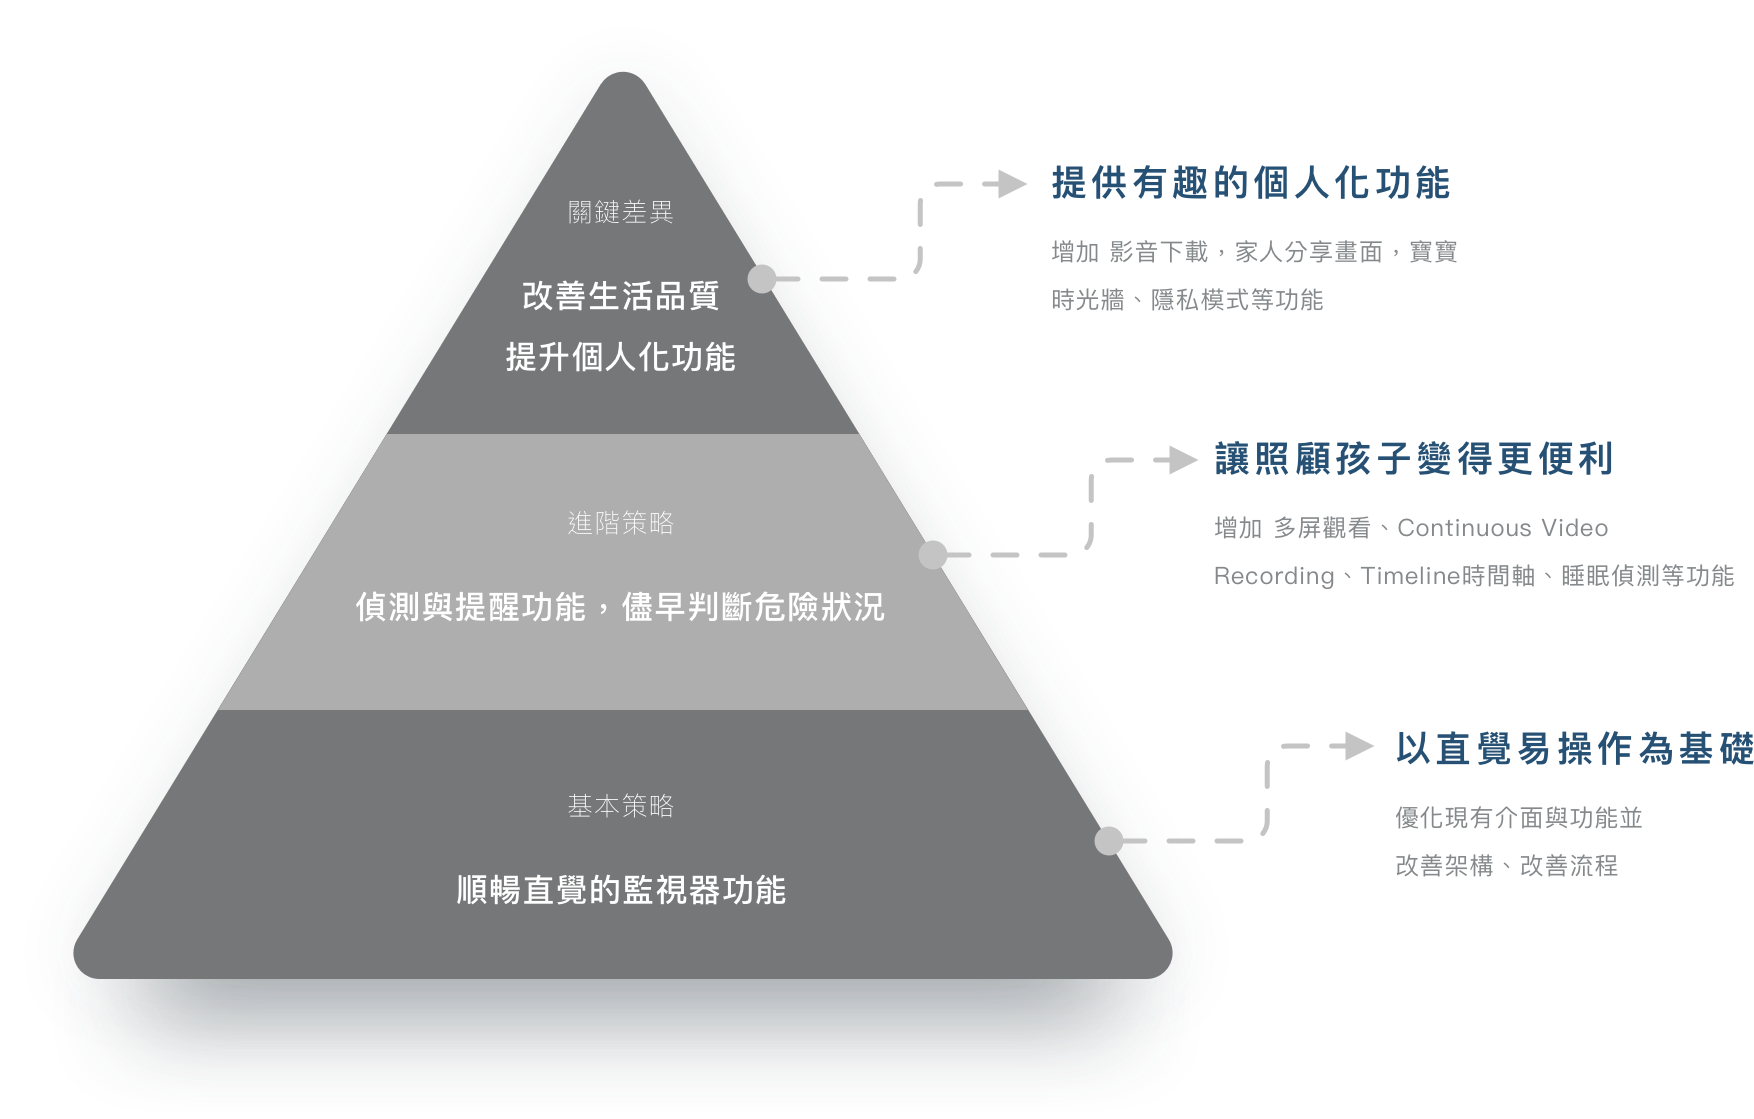 關鍵差異
改善生活品質
提升個人化功能
提供有趣的個人化功能
增加 影音下載，家人分享畫面，寶寶
時光牆、隱私模式等功能
進階策略
偵測與提醒功能，儘早判斷危險狀況
讓照顧孩子變得更便利
增加 多屏觀看、Continuous Video
Recording、Timeline時間軸、睡眠偵測等功能
基本策略
順暢直覺的監視器功能
以直覺易操作為基礎
優化現有介面與功能並
改善架構、改善流程